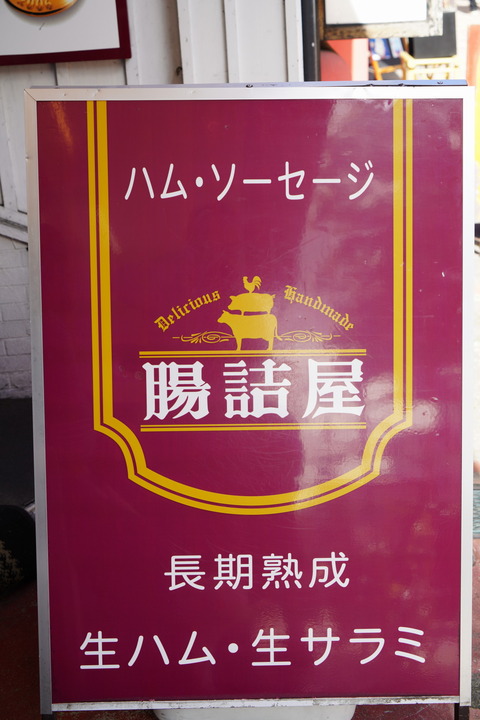 ハム・ソーセージ
Delicious Handmade
腸詰屋
長期熟成
生ハム・生サラミ